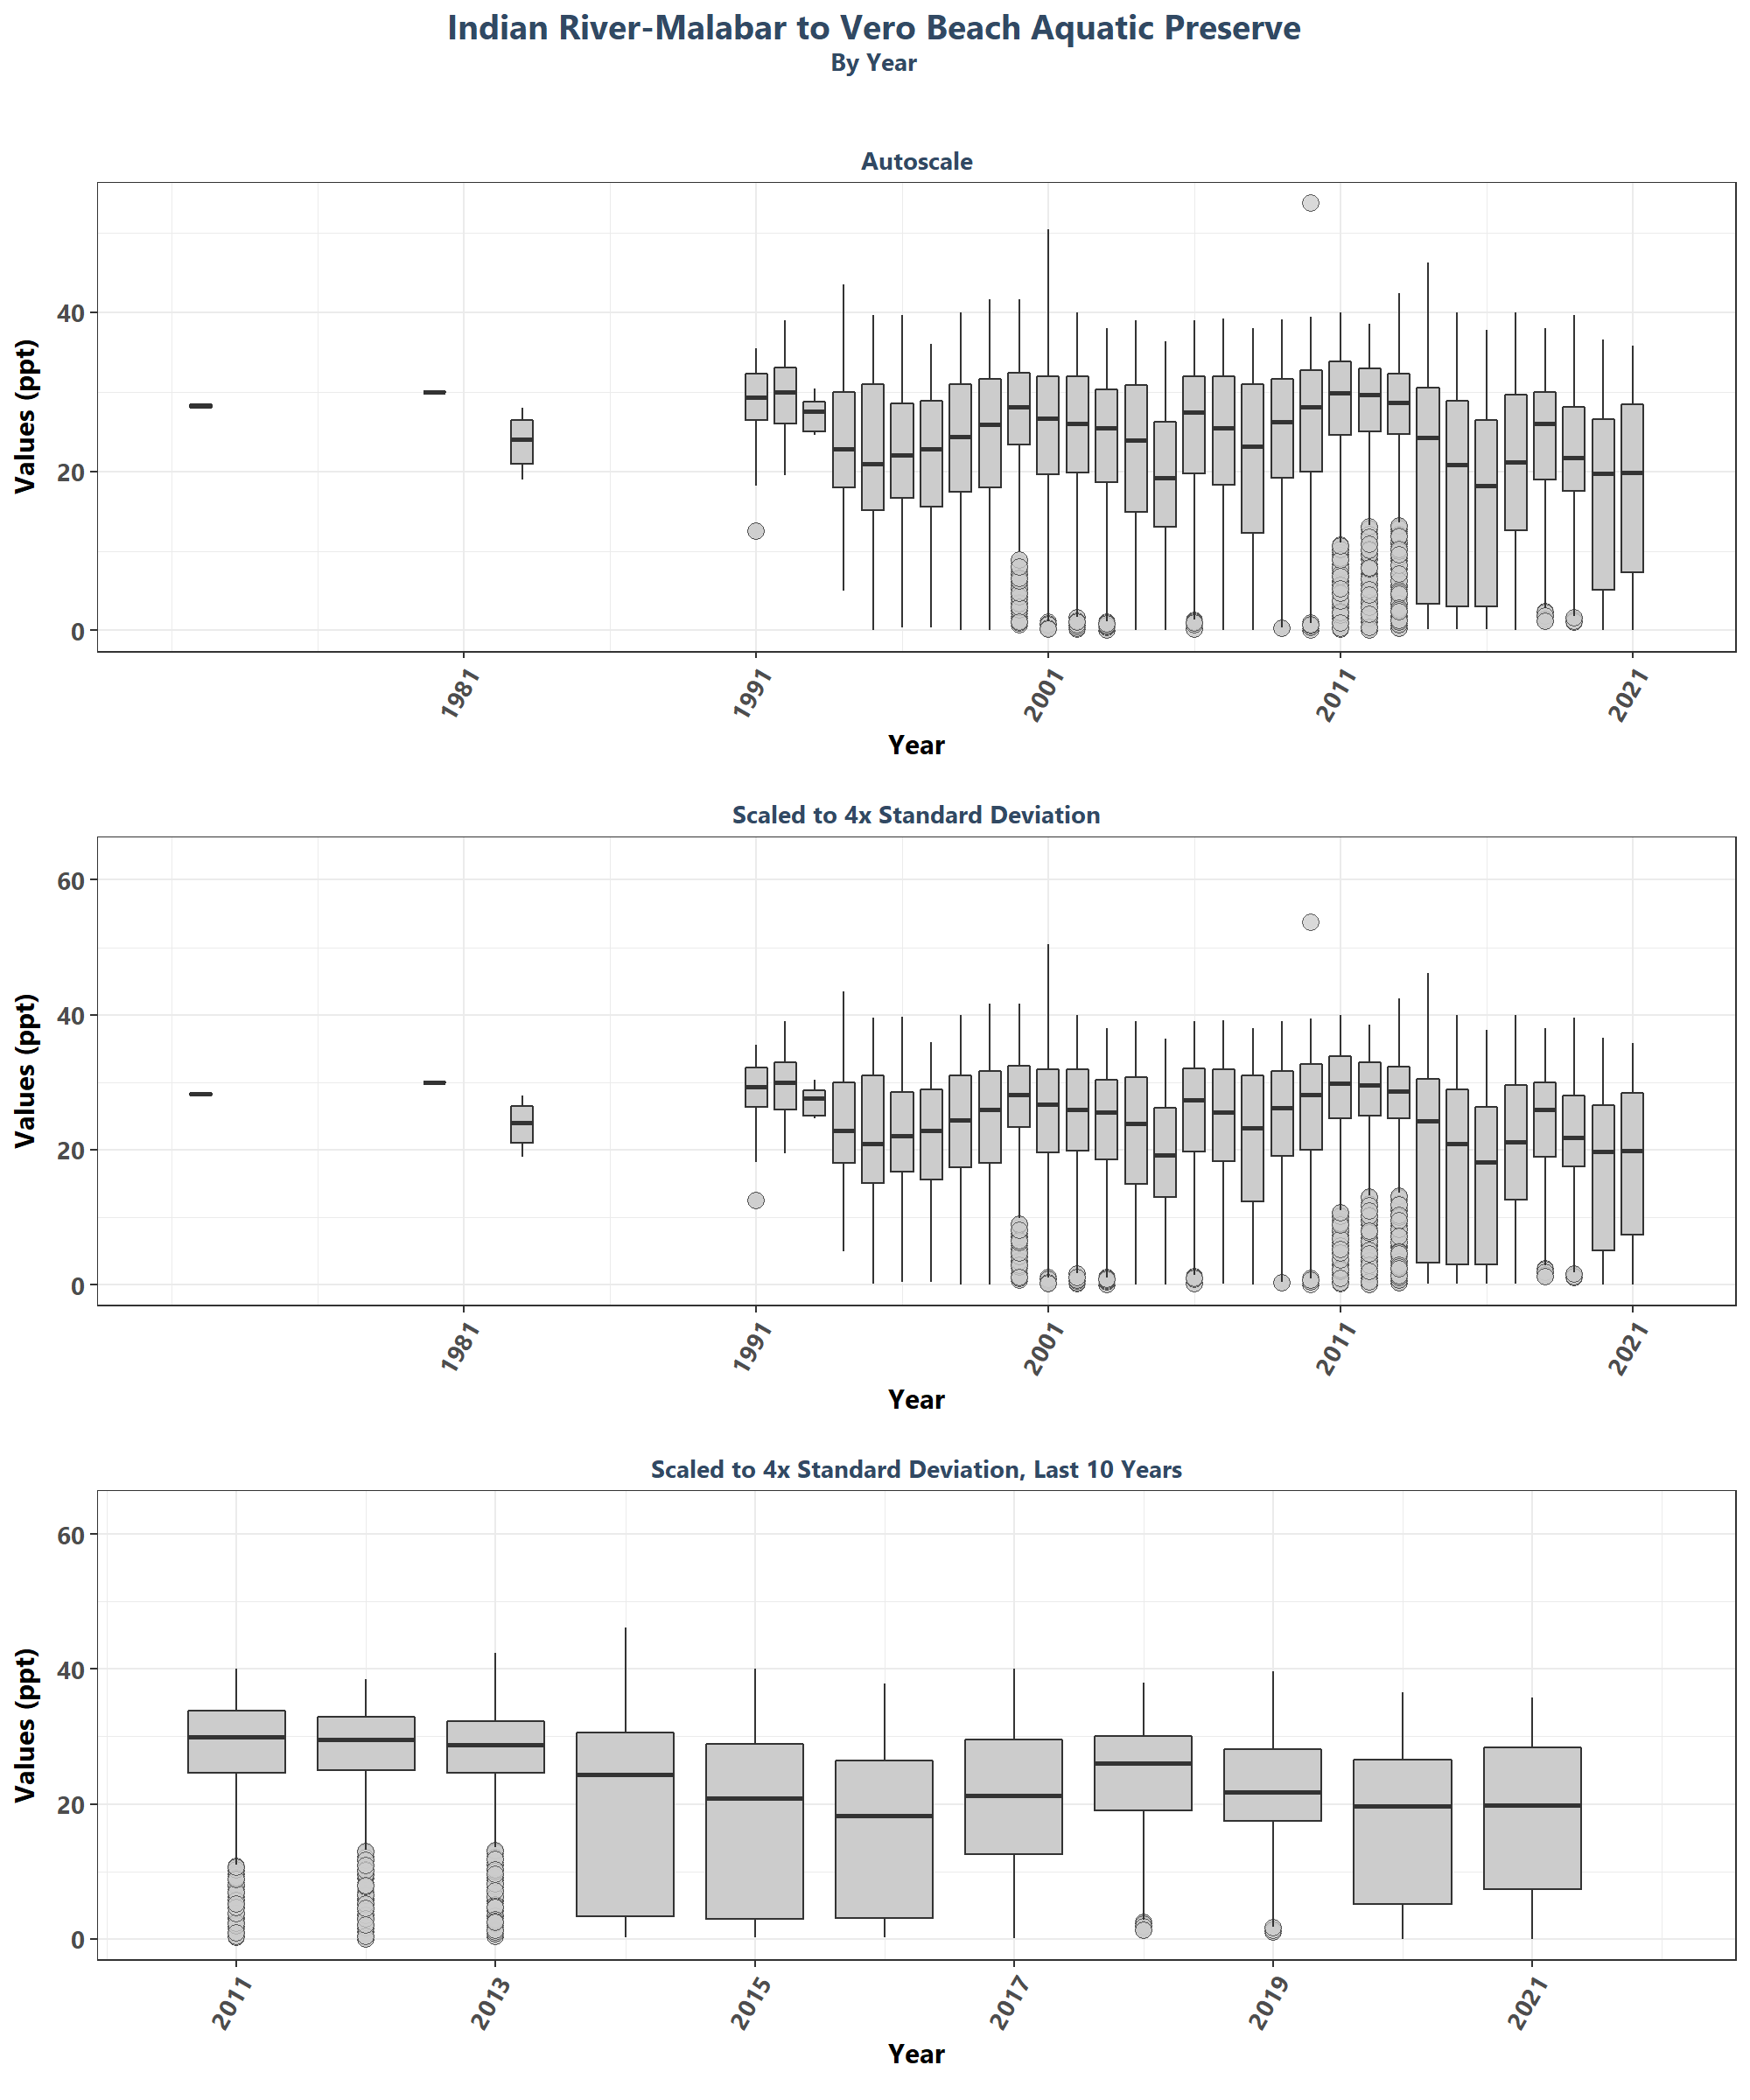 Indian River-Malabar to Vero Beach Aquatic Preserve
By Year
Autoscale
Values (ppt)
40
20
0
1981
1991
2001
2011
2021
Year
Scaled to 4x Standard Deviation
Values (ppt)
60
40
20
0
1981
1991
2001
2011
2021
Year
Scaled to 4x Standard Deviation, Last 10 Years
Values (ppt)
60
40
20
0
2011
2013
2015
2017
2019
2021
Year